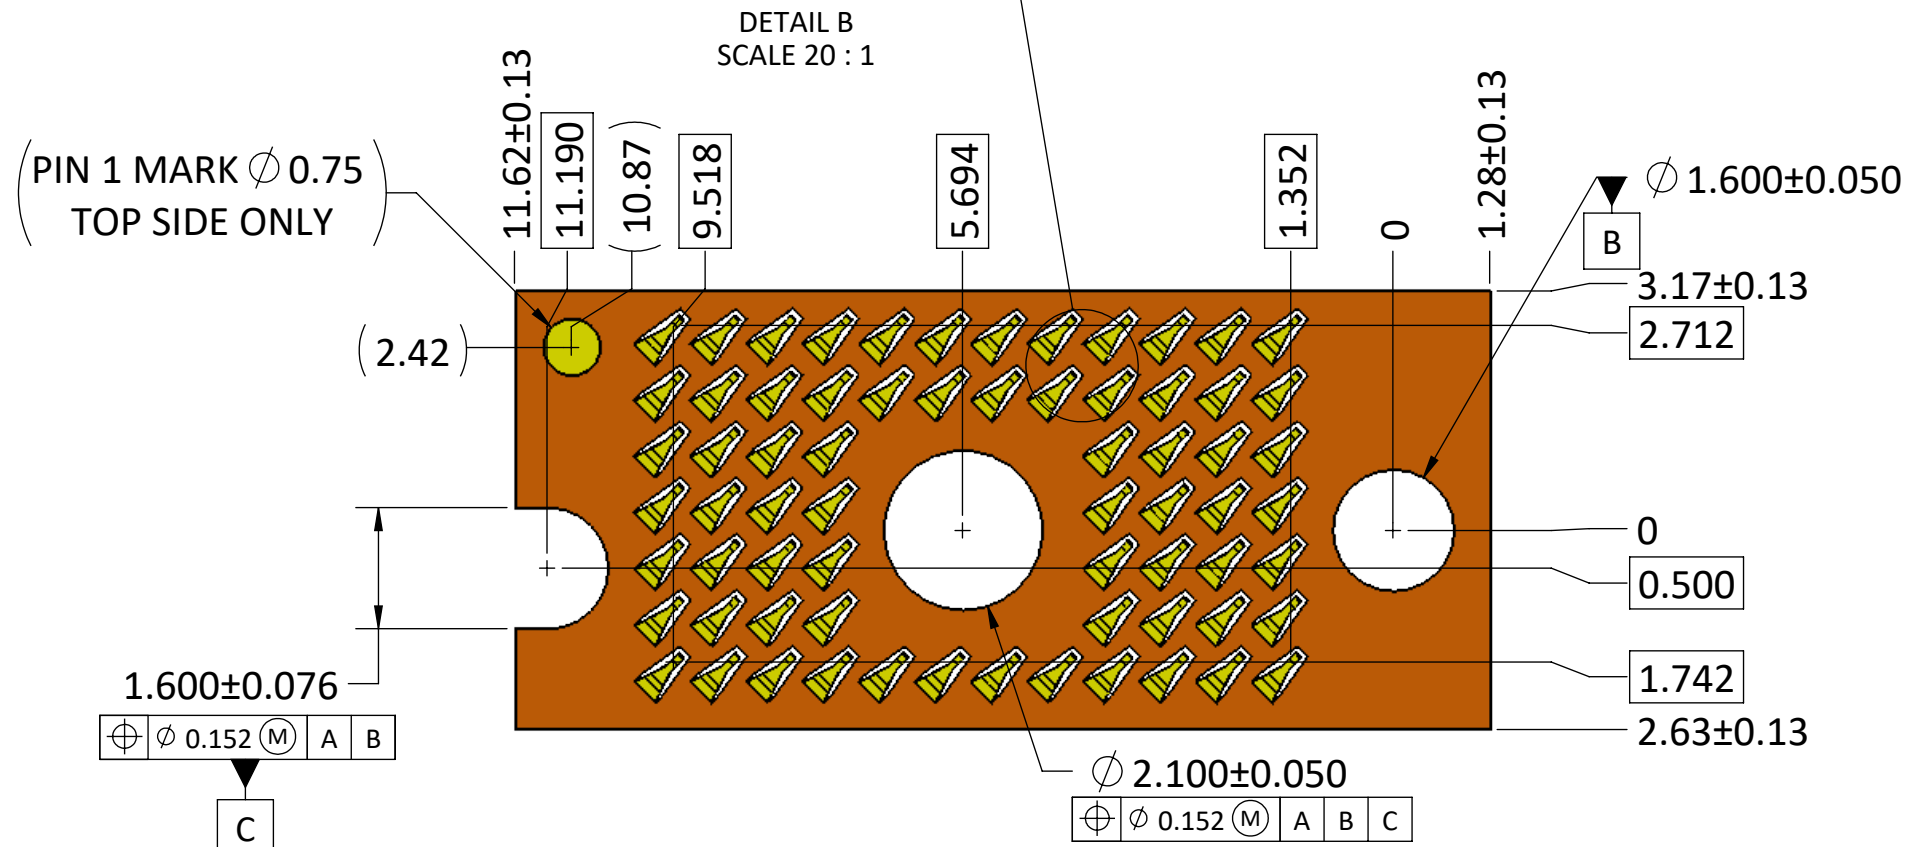 DETAIL B
SCALE 20 : 1
11.62±0.13
11.190
(10.87)
9.518
5.694
1.352
0
1.28±0.13
(PIN 1 MARK ∅ 0.75
TOP SIDE ONLY)
∅ 1.600±0.050
B
3.17±0.13
2.712
(2.42)
0
0.500
1.600±0.076
⌖ ∅ 0.152 Ⓜ A B
C
1.742
2.63±0.13
∅ 2.100±0.050
⌖ ∅ 0.152 Ⓜ A B C